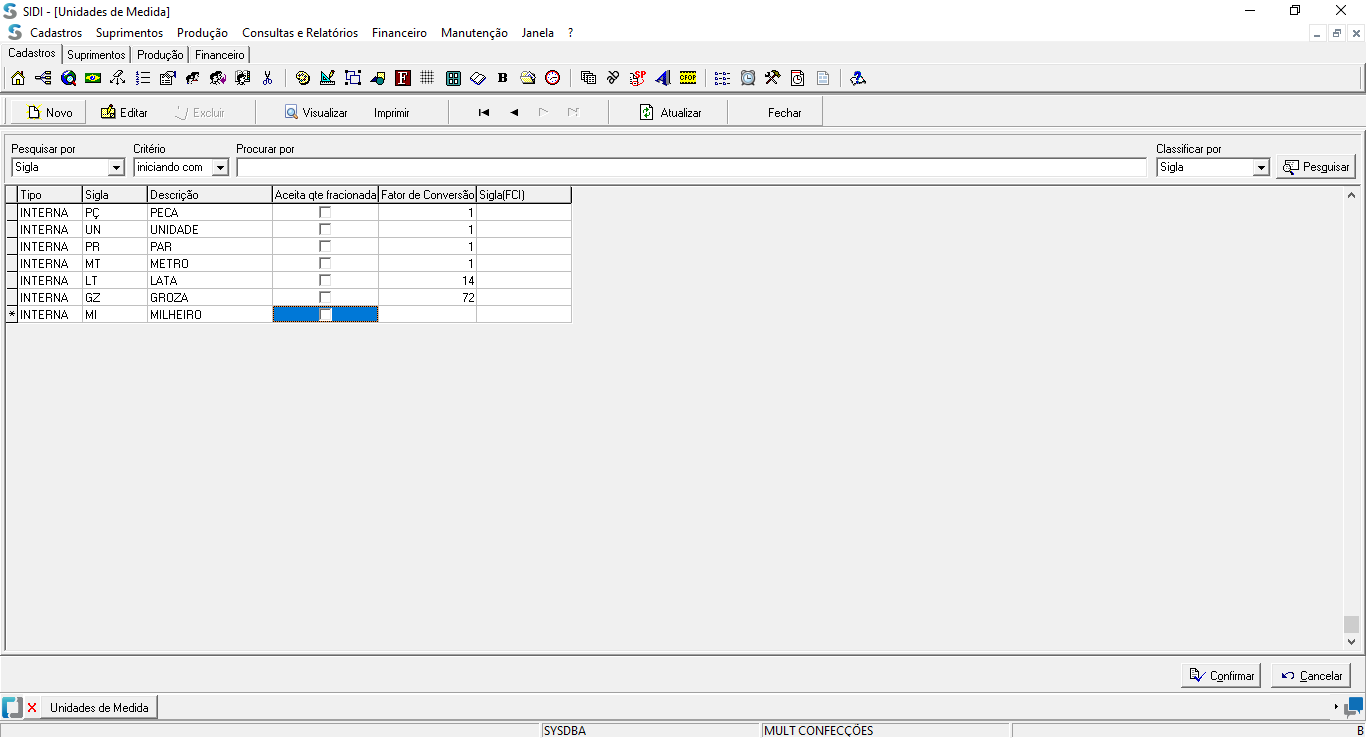 SIDI - [Unidades de Medida]
Cadastros Suprimentos Produção Consultas e Relatórios Financeiro Manutenção Janela ?
Cadastros Suprimentos Produção Financeiro
F B SP CFOP
Novo Editar Excluir Visualizar Imprimir Atualizar Fechar
Pesquisar por Critério Procurar por Classificar por
Sigla iniciando com Sigla Pesquisar
Tipo Sigla Descrição Aceita qte fracionada Fator de Conversão Sigla(FCI)
INTERNA PÇ PECA 1
INTERNA UN UNIDADE 1
INTERNA PR PAR 1
INTERNA MT METRO 1
INTERNA LT LATA 14
INTERNA GZ GROZA 72
* INTERNA MI MILHEIRO
Confirmar Cancelar
Unidades de Medida
SYSDBA MULT CONFECÇÕES B